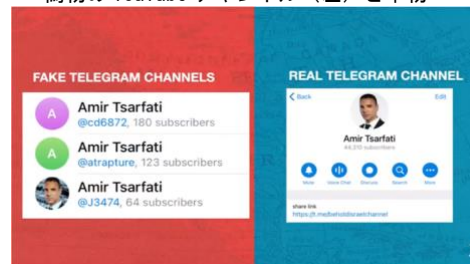 FAKE TELEGRAM CHANNELS
A
Amir Tsarfati
@cd6872, 180 subscribers
A
Amir Tsarfati
@atrapture, 123 subscribers
Amir Tsarfati
@J3474, 64 subscribers
REAL TELEGRAM CHANNEL
Back
Edit
Amir Tsarfati
subscribers
Mute
Voice Chat
Discuss
Search
More
share link
https://t.me/beholdisraelchannel